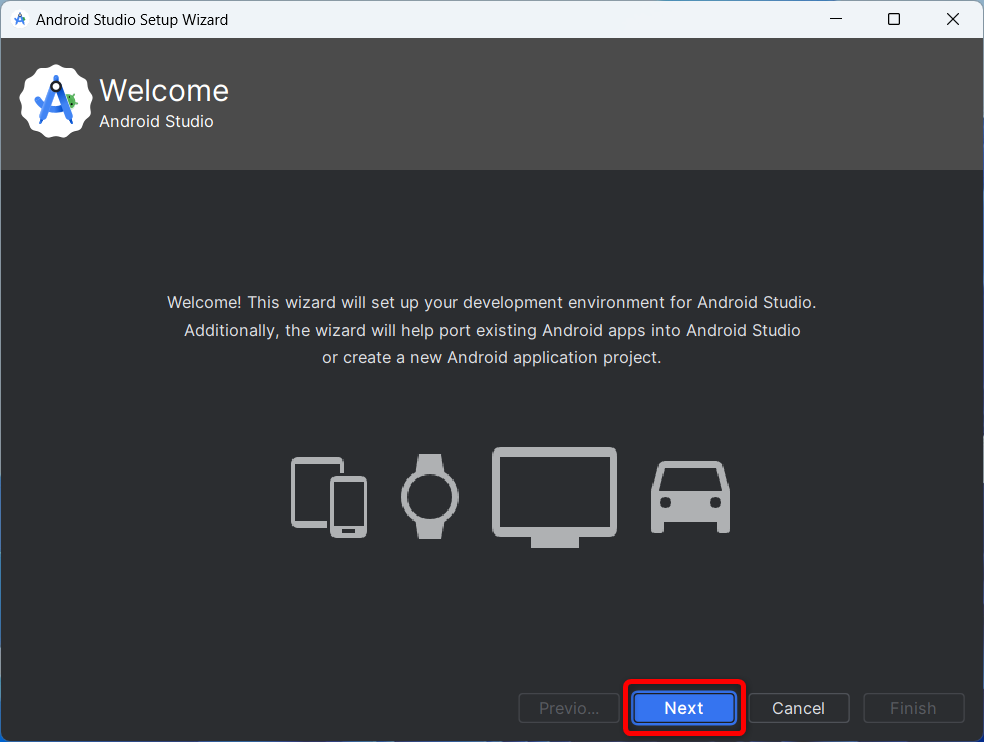 Android Studio Setup Wizard
Welcome
Android Studio
Welcome! This wizard will set up your development environment for Android Studio.
Additionally, the wizard will help port existing Android apps into Android Studio
or create a new Android application project.
Previo...
Next
Cancel
Finish